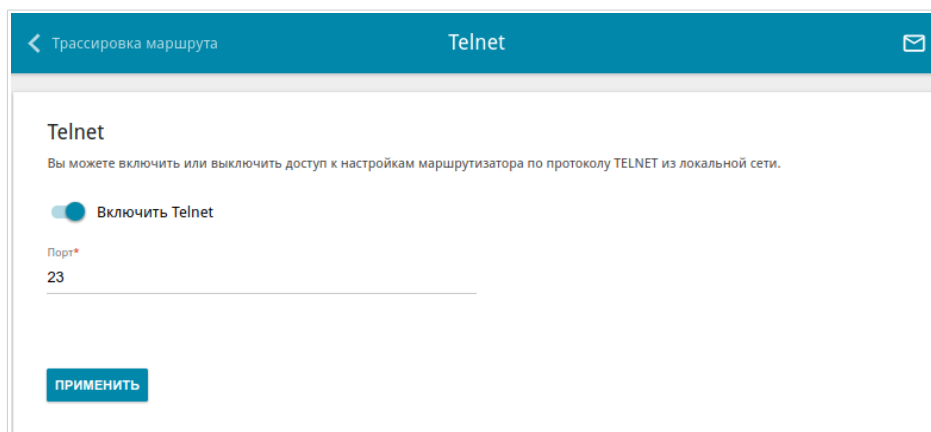 Трассировка маршрута
Telnet
Telnet
Вы можете включить или выключить доступ к настройкам маршрутизатора по протоколу TELNET из локальной сети.
Включить Telnet
Порт*
23
ПРИМЕНИТЬ